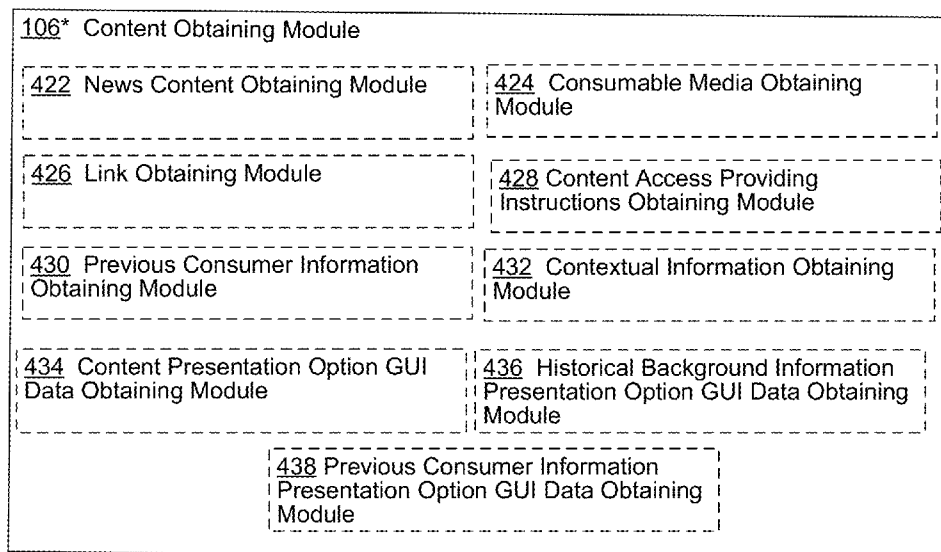 106* Content Obtaining Module
422 News Content Obtaining Module
424 Consumable Media Obtaining
Module
426 Link Obtaining Module
428 Content Access Providing
Instructions Obtaining Module
430 Previous Consumer Information
Obtaining Module
432 Contextual Information Obtaining
Module
434 Content Presentation Option GUI
Data Obtaining Module
436 Historical Background Information
Presentation Option GUI Data Obtaining
Module
438 Previous Consumer Information
Presentation Option GUI Data Obtaining
Module